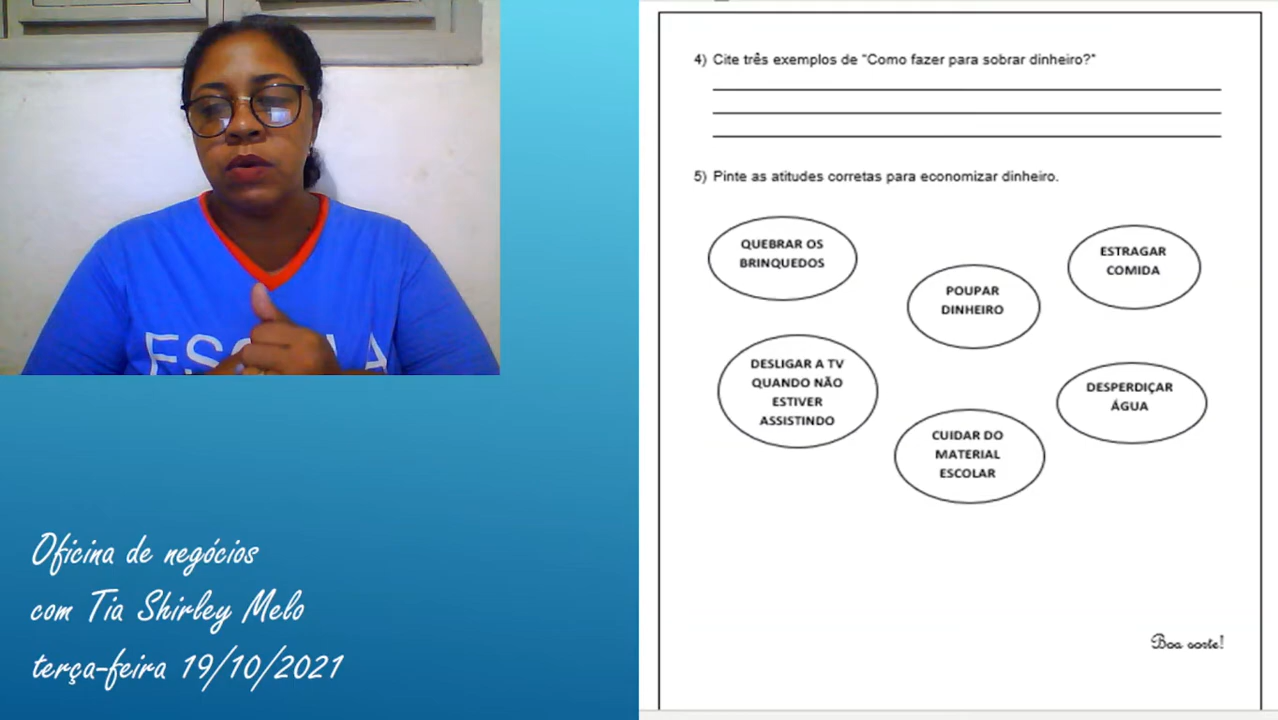 ESCOLA
Oficina de negócios
com Tia Shirley Melo
terça-feira 19/10/2021
4) Cite três exemplos de "Como fazer para sobrar dinheiro?"
5) Pinte as atitudes corretas para economizar dinheiro.
QUEBRAR OS
BRINQUEDOS
POUPAR
DINHEIRO
ESTRAGAR
COMIDA
DESLIGAR A TV
QUANDO NÃO
ESTIVER
ASSISTINDO
CUIDAR DO
MATERIAL
ESCOLAR
DESPERDIÇAR
ÁGUA
Boa sorte!